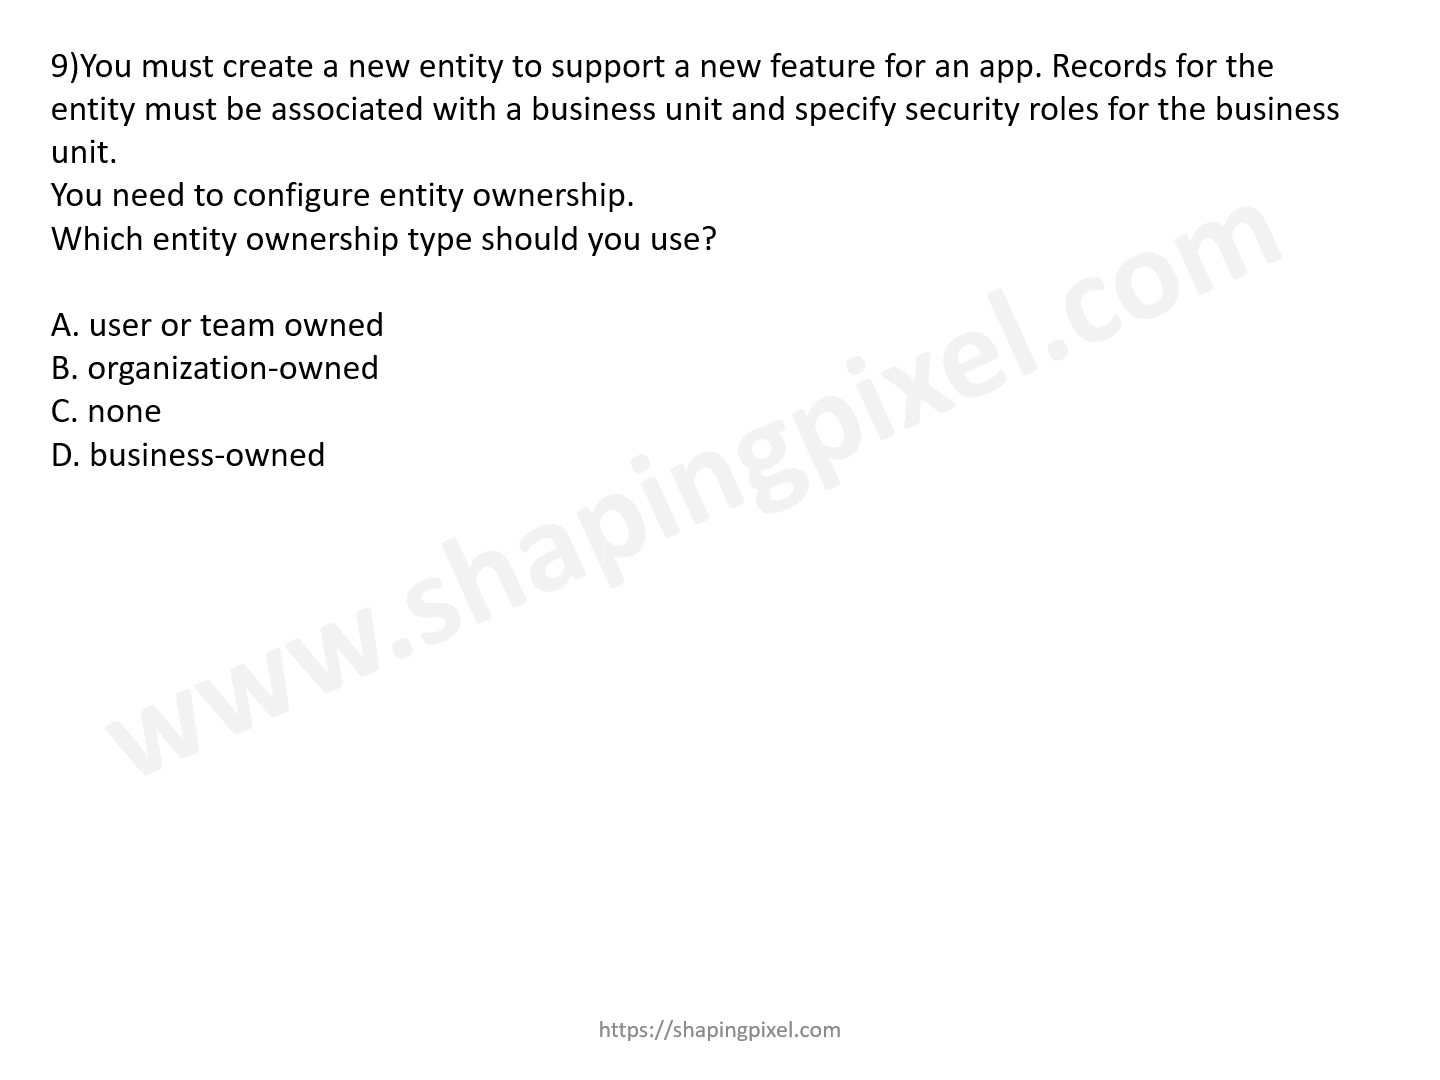 9)You must create a new entity to support a new feature for an app. Records for the
entity must be associated with a business unit and specify security roles for the business
unit.
You need to configure entity ownership.
Which entity ownership type should you use?
A. user or team owned
B. organization-owned
C. none
D. business-owned
www.shapingpixel.com
https://shapingpixel.com